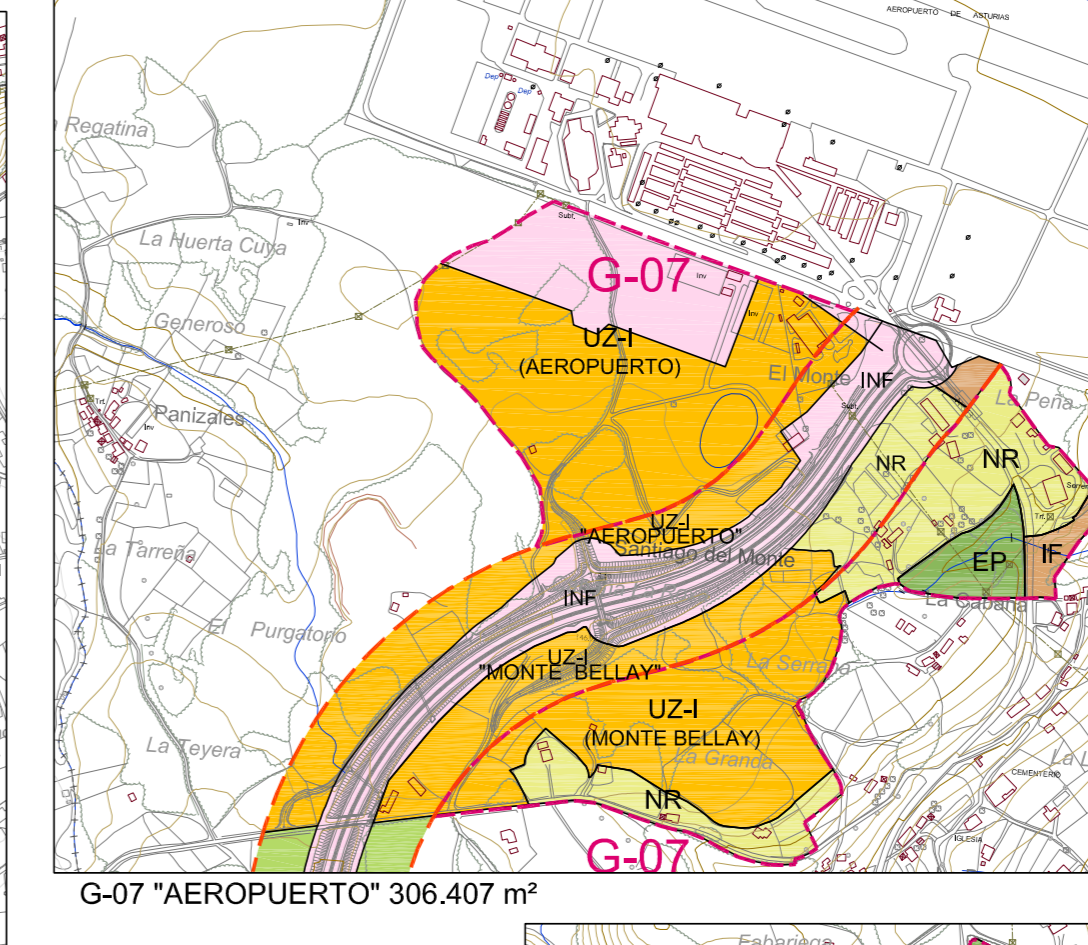 AEROPUERTO DE ASTURIAS
Dep
Dep
Regatina
Subt.
Inv
La Huerta Cuya
G-07
Inv
Generoso
Inv
UZ-I
(AEROPUERTO)
El Monte
INF
La Peña
Trf.
Panizales
Inv
Subt.
NR
NR
Trf.
UZ-I
"AEROPUERTO"
Santiago del Monte
La Tarreña
EP
IF
INF
La Cabaña
El Purgatorio
UZ-I
"MONTE BELLAY"
La Serrana
UZ-I
(MONTE BELLAY)
La Teyera
La Granda
CEMENTERIO
NR
IGLESIA
G-07
G-07 "AEROPUERTO" 306.407 m²
Fabariega